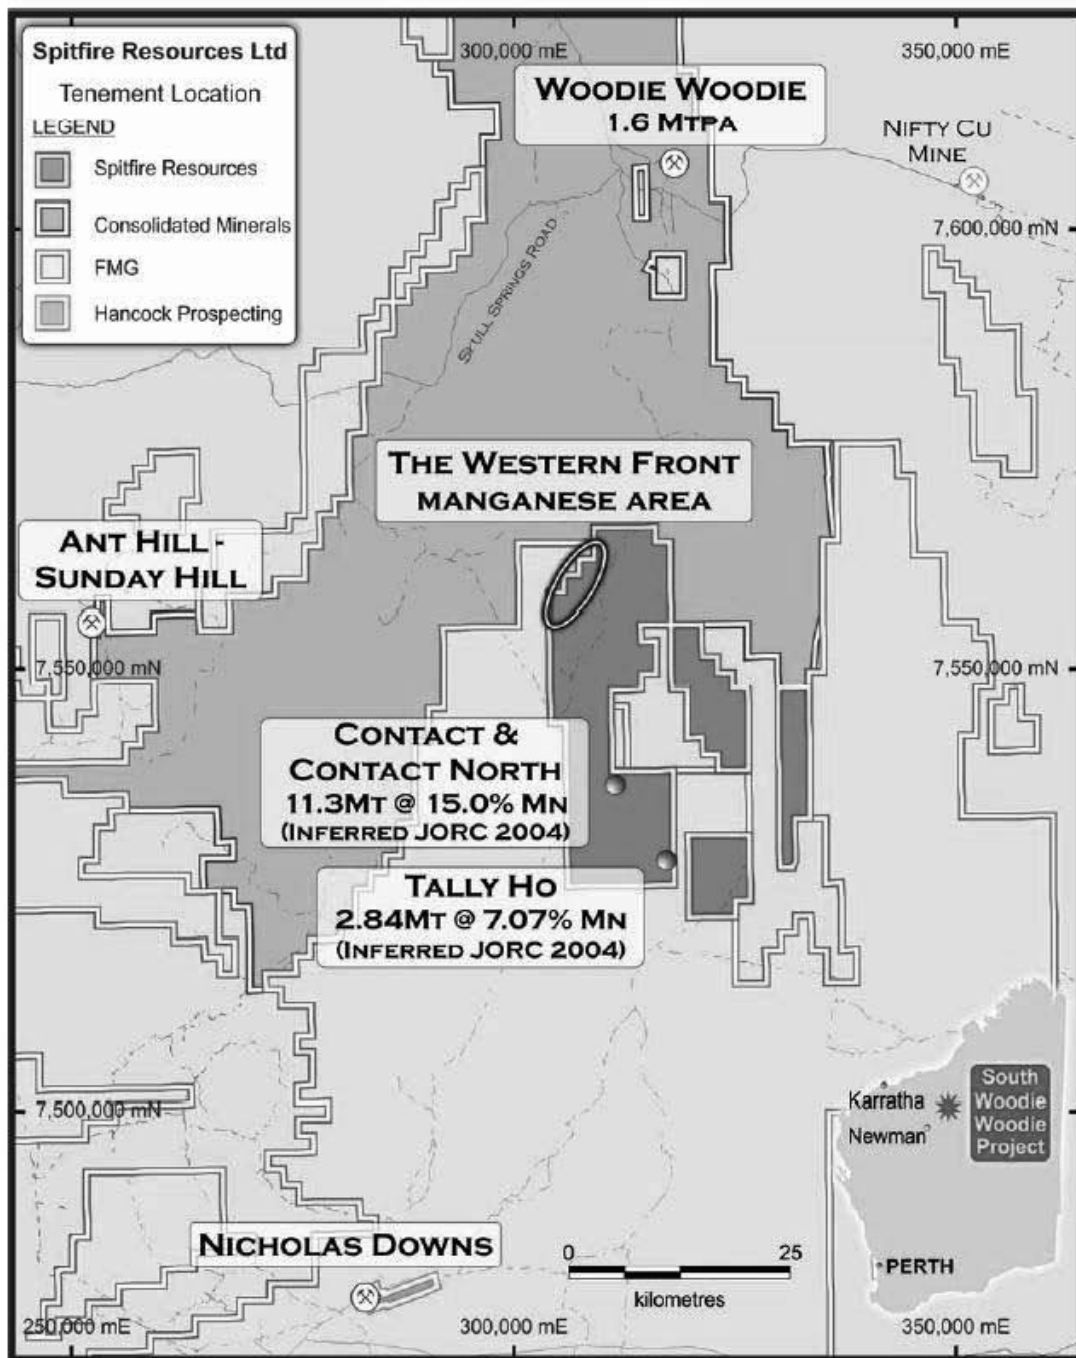 Spitfire Resources Ltd
Tenement Location
LEGEND
Spitfire Resources
Consolidated Minerals
FMG
Hancock Prospecting
300,000 mE
350,000 mE
WOODIE WOODIE
1.6 MTPA
NIFTY CU
MINE
7,600,000 mN
SKULL SPRINGS ROAD
THE WESTERN FRONT
MANGANESE AREA
ANT HILL -
SUNDAY HILL
7,550,000 mN
7,550,000 mN
CONTACT &
CONTACT NORTH
11.3MT @ 15.0% MN
(INFERRED JORC 2004)
TALLY HO
2.84MT @ 7.07% MN
(INFERRED JORC 2004)
7,500,000 mN
Karratha
Newman
South
Woodie
Woodie
Project
PERTH
NICHOLAS DOWNS
0 25
kilometres
250,000 mE
300,000 mE
350,000 mE